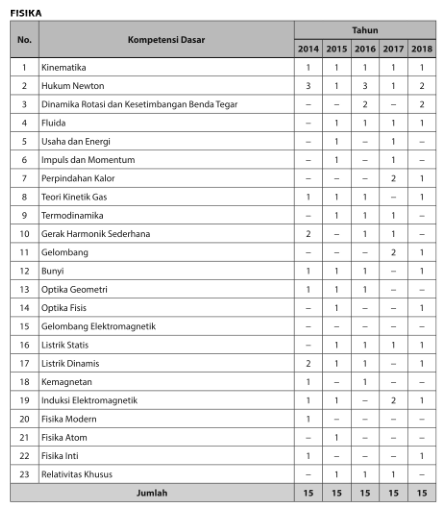 FISIKA
No. Kompetensi Dasar Tahun
2014 2015 2016 2017 2018
1 Kinematika 1 1 1 1 1
2 Hukum Newton 3 1 3 1 2
3 Dinamika Rotasi dan Kesetimbangan Benda Tegar – – 2 – 2
4 Fluida – 1 1 1 1
5 Usaha dan Energi – 1 – 1 –
6 Impuls dan Momentum – 1 – 1 –
7 Perpindahan Kalor – – – 2 1
8 Teori Kinetik Gas 1 1 1 – 1
9 Termodinamika – 1 1 1 –
10 Gerak Harmonik Sederhana 2 – 1 1 –
11 Gelombang – – – 2 1
12 Bunyi 1 1 1 – 1
13 Optika Geometri 1 1 1 – –
14 Optika Fisis – 1 – – 1
15 Gelombang Elektromagnetik – – – – –
16 Listrik Statis – 1 1 1 1
17 Listrik Dinamis 2 1 1 – 1
18 Kemagnetan 1 – 1 – –
19 Induksi Elektromagnetik 1 1 – 2 1
20 Fisika Modern 1 – – – –
21 Fisika Atom – 1 – – –
22 Fisika Inti 1 – – – 1
23 Relativitas Khusus – 1 1 1 –
Jumlah 15 15 15 15 15